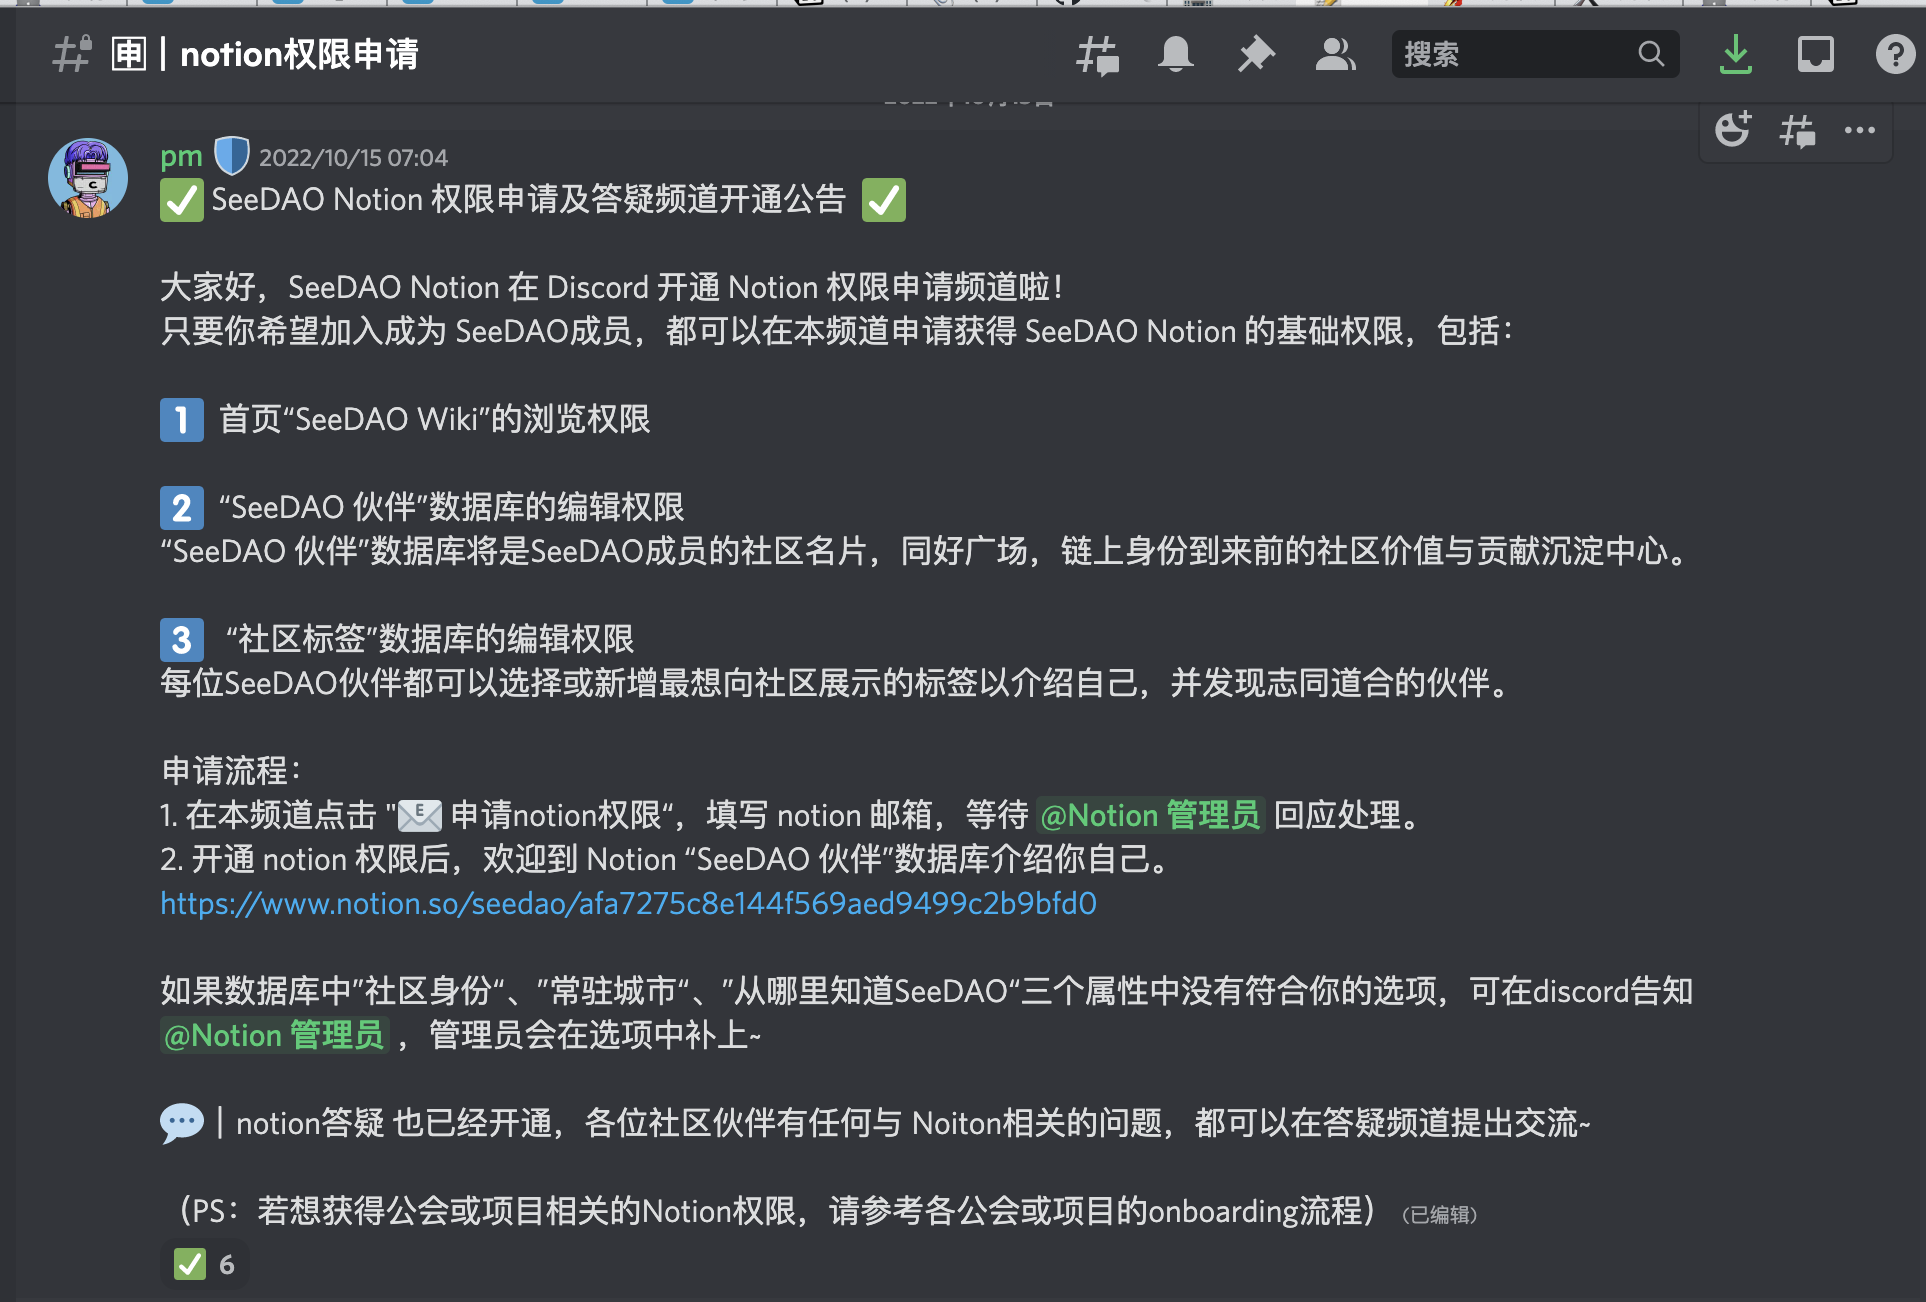 申 | notion权限申请
搜索
pm 2022/10/15 07:04
✅ SeeDAO Notion 权限申请及答疑频道开通公告 ✅
大家好，SeeDAO Notion 在 Discord 开通 Notion 权限申请频道啦！
只要你希望加入成为 SeeDAO成员，都可以在本频道申请获得 SeeDAO Notion 的基础权限，包括：
1 首页“SeeDAO Wiki”的浏览权限
2 “SeeDAO 伙伴”数据库的编辑权限
“SeeDAO 伙伴”数据库将是SeeDAO成员的社区名片，同好广场，链上身份到来前的社区价值与贡献沉淀中心。
3 “社区标签”数据库的编辑权限
每位SeeDAO伙伴都可以选择或新增最想向社区展示的标签以介绍自己，并发现志同道合的伙伴。
申请流程：
1. 在本频道点击 "📧 申请notion权限“，填写 notion 邮箱，等待 @Notion 管理员 回应处理。
2. 开通 notion 权限后，欢迎到 Notion “SeeDAO 伙伴”数据库介绍你自己。
https://www.notion.so/seedao/afa7275c8e144f569aed9499c2b9bfd0
如果数据库中”社区身份“、”常驻城市“、”从哪里知道SeeDAO“三个属性中没有符合你的选项，可在discord告知
@Notion 管理员 ，管理员会在选项中补上~
💬 | notion答疑 也已经开通，各位社区伙伴有任何与 Noiton相关的问题，都可以在答疑频道提出交流~
（PS：若想获得公会或项目相关的Notion权限，请参考各公会或项目的onboarding流程） （已编辑）
✅ 6